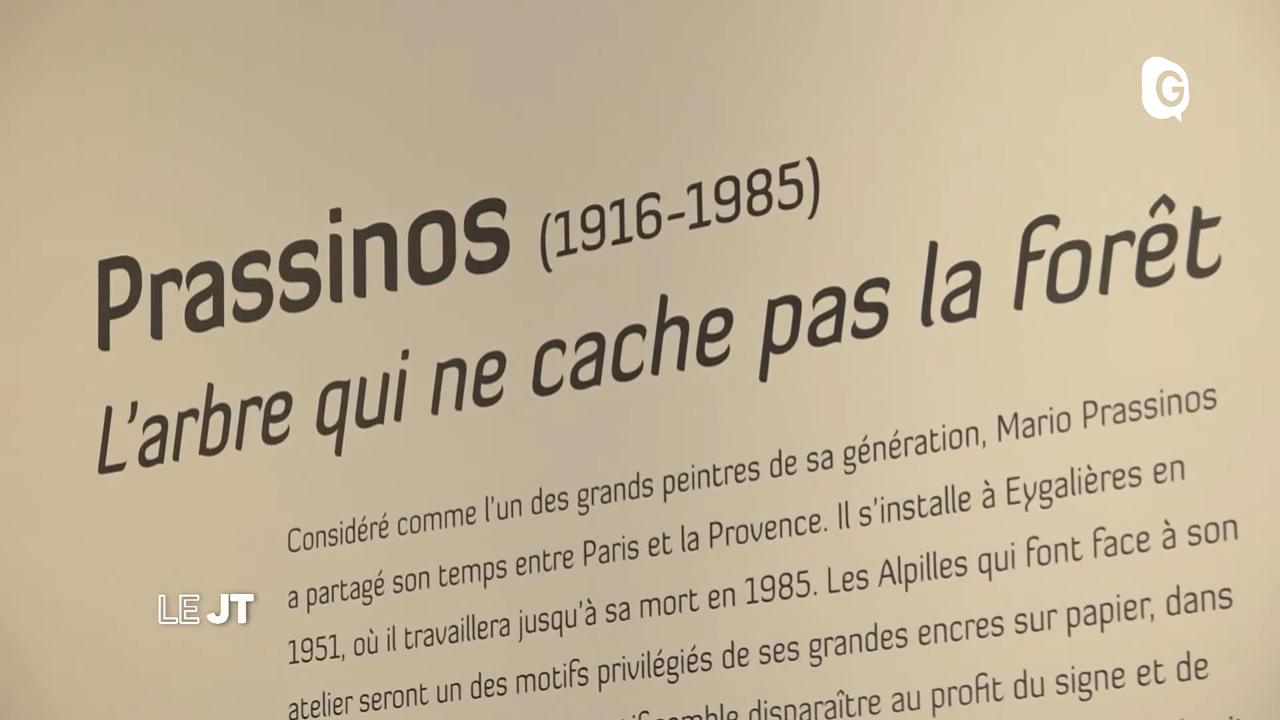 G
Prassinos (1916-1985)
L'arbre qui ne cache pas la forêt
Considéré comme l'un des grands peintres de sa génération, Mario Prassinos
a partagé son temps entre Paris et la Provence. Il s'installe à Eygalières en
1951, où il travaillera jusqu'à sa mort en 1985. Les Alpilles qui font face à son
atelier seront un des motifs privilégiés de ses grandes encres sur papier, dans
disparaître au profit du signe et de
LE JT